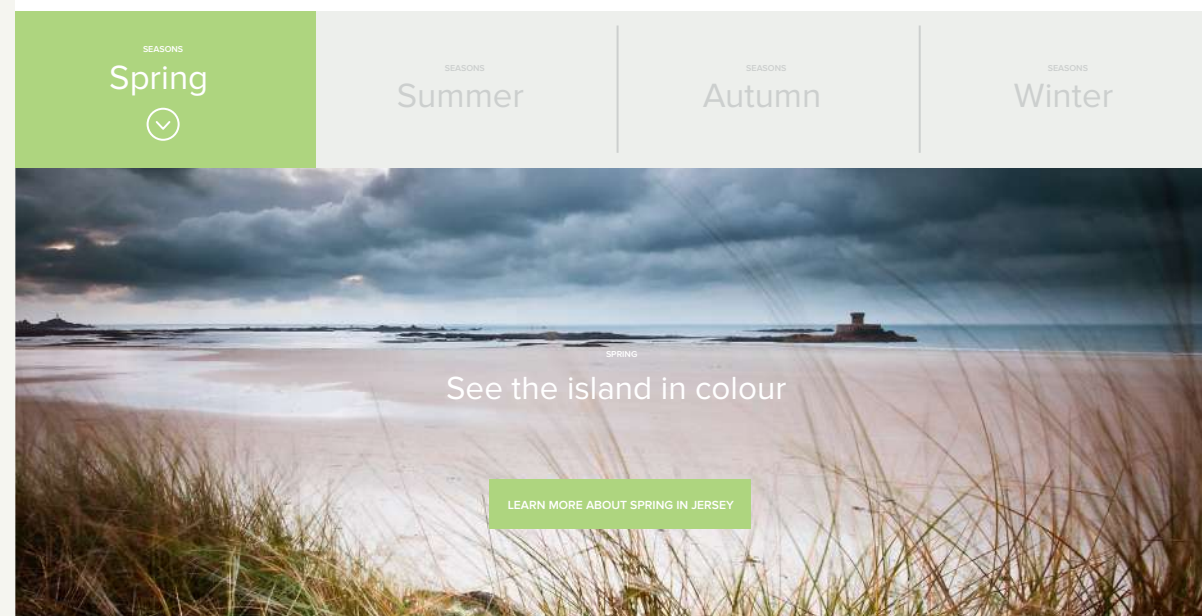 SEASONS
Spring
SEASONS
Summer
SEASONS
Autumn
SEASONS
Winter
SPRING
See the island in colour
LEARN MORE ABOUT SPRING IN JERSEY